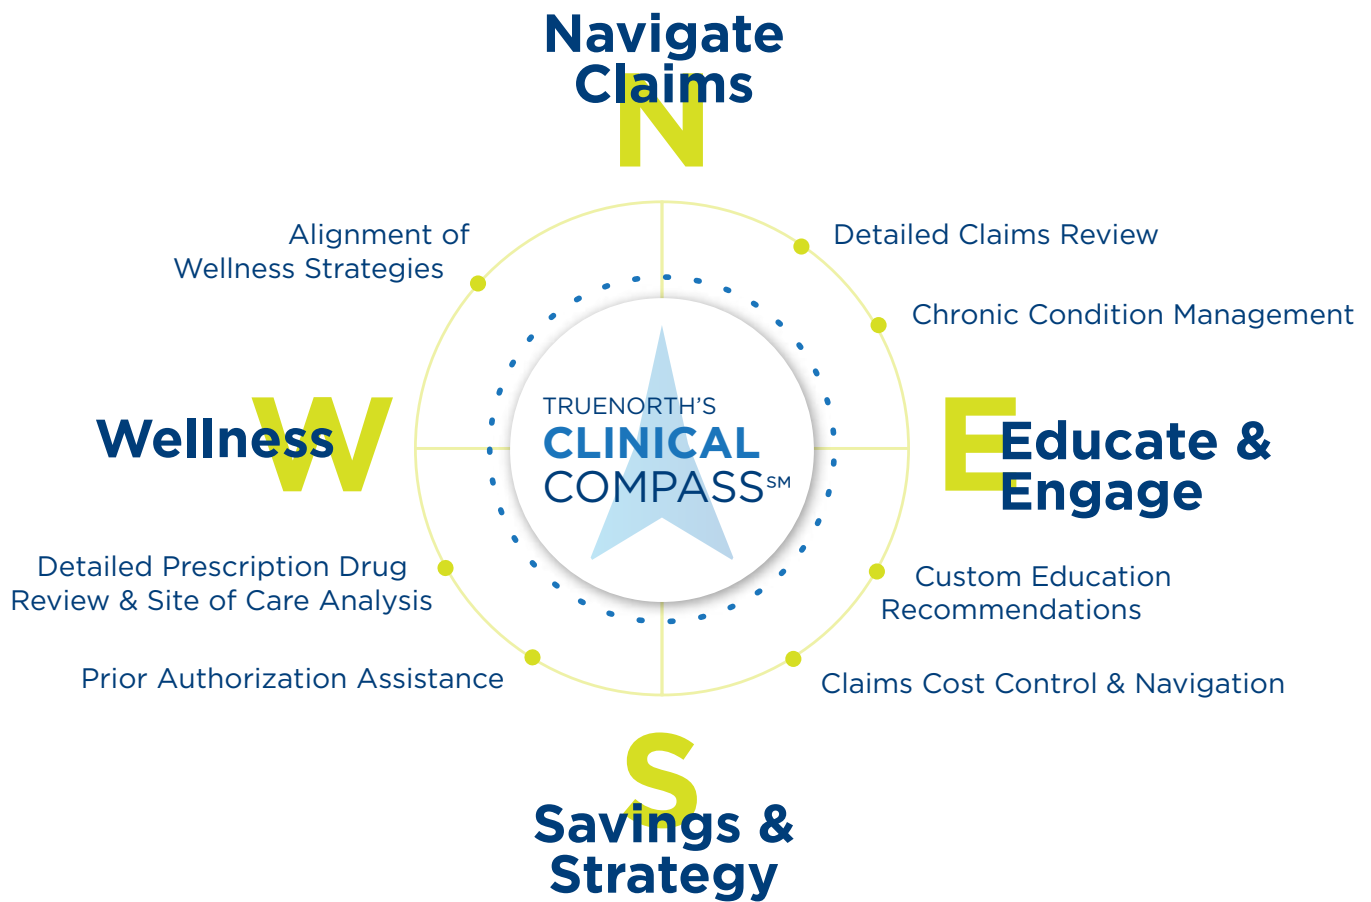 Navigate
Claims
N
Alignment of
Wellness Strategies
Detailed Claims Review
Chronic Condition Management
W
Wellness
TRUENORTH'S
CLINICAL
COMPASS℠
E
Educate &
Engage
Detailed Prescription Drug
Review & Site of Care Analysis
Custom Education
Recommendations
Prior Authorization Assistance
Claims Cost Control & Navigation
S
Savings &
Strategy